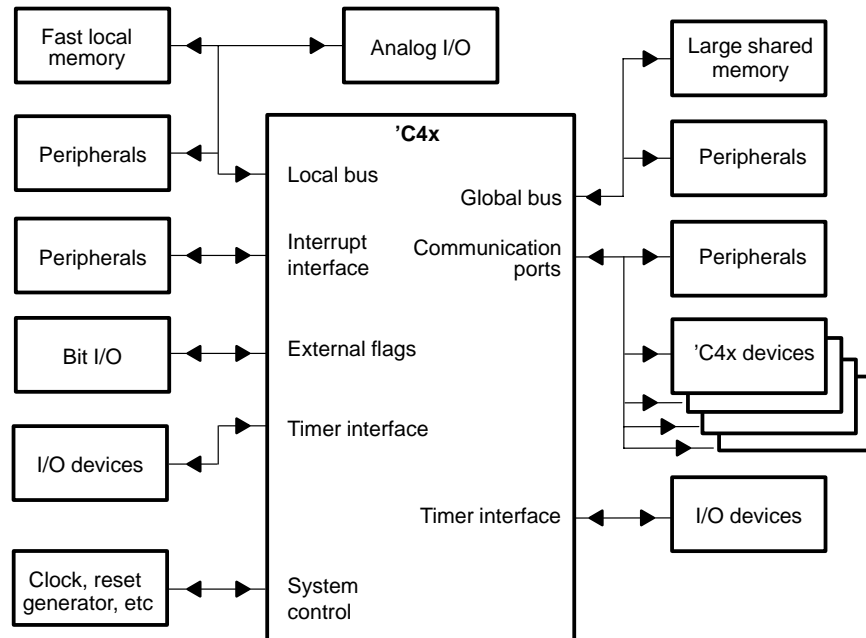 Fast local
memory
Analog I/O
Large shared
memory
'C4x
Peripherals
Local bus
Global bus
Peripherals
Peripherals
Interrupt
interface
Communication
ports
Peripherals
Bit I/O
External flags
'C4x devices
I/O devices
Timer interface
Timer interface
I/O devices
Clock, reset
generator, etc
System
control